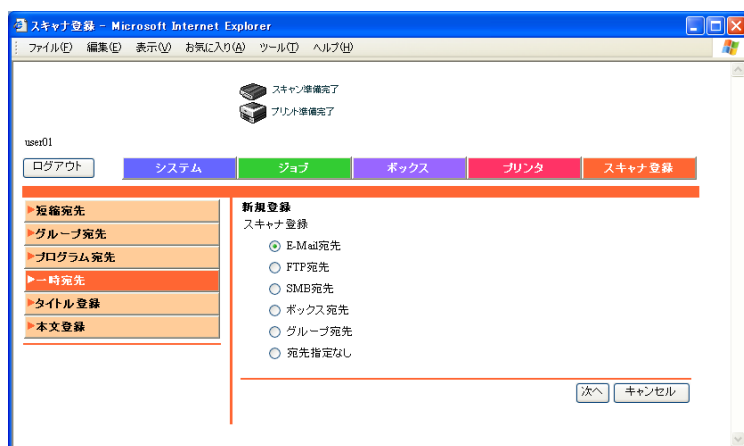 スキャナ登録 - Microsoft Internet Explorer
ファイル(F) 編集(E) 表示(V) お気に入り(A) ツール(T) ヘルプ(H)
スキャン準備完了
プリント準備完了
user01
ログアウト システム ジョブ ボックス プリンタ スキャナ登録
短縮宛先
グループ宛先
プログラム宛先
一時宛先
タイトル登録
本文登録
新規登録
スキャナ登録
E-Mail宛先
FTP宛先
SMB宛先
ボックス宛先
グループ宛先
宛先指定なし
次へ キャンセル